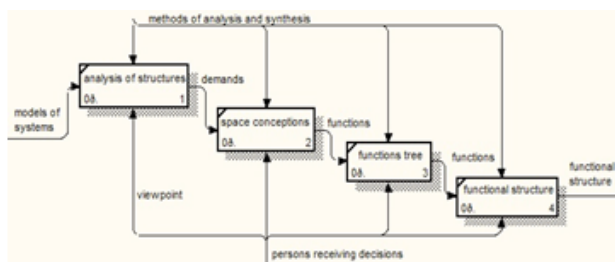 methods of analysis and synthesis
analysis of structures
0ð.
1
demands
models of
systems
space conceptions
0ð.
2
functions
functions tree
0ð.
3
functions
functional
structure
functional structure
0ð.
4
viewpoint
persons receiving decisions